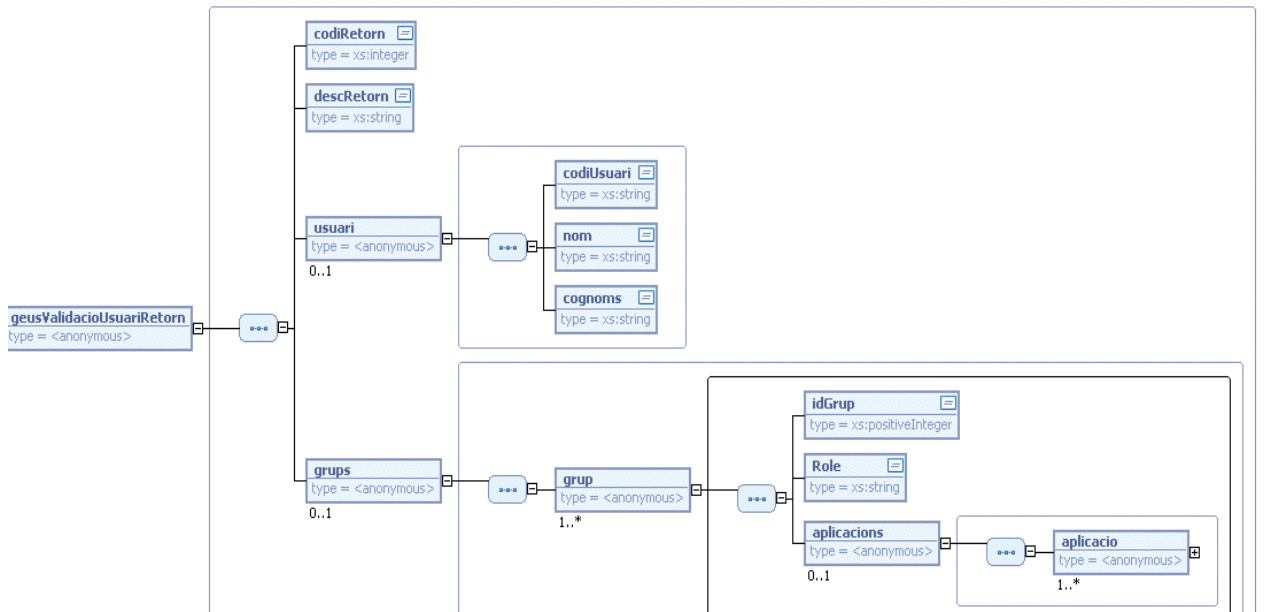 codiRetorn
type = xs:integer
descRetorn
type = xs:string
codiUsuari
type = xs:string
usuari
type = <anonymous>
0..1
nom
type = xs:string
cognoms
type = xs:string
geusValidacioUsuariRetorn
type = <anonymous>
idGrup
type = xs:positiveInteger
grups
type = <anonymous>
0..1
grup
type = <anonymous>
1..*
Role
type = xs:string
aplicacions
type = <anonymous>
0..1
aplicacio
type = <anonymous>
1..*